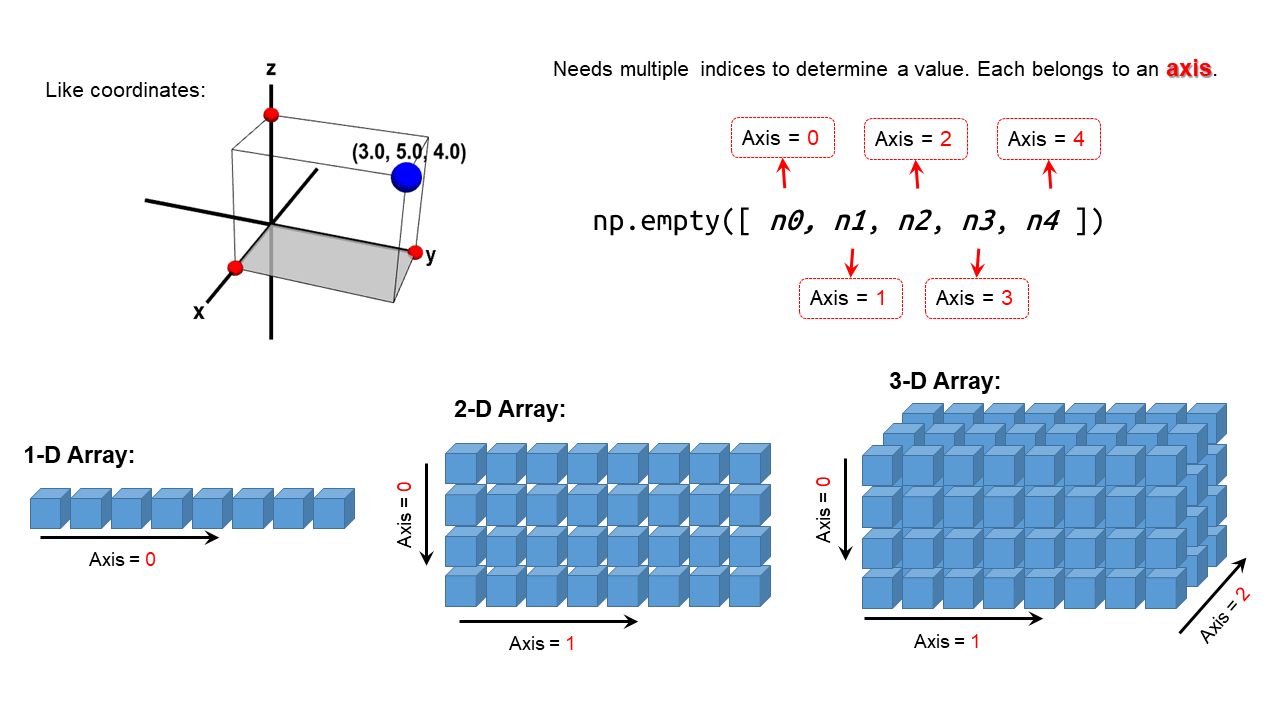 Like coordinates:
z
(3.0, 5.0, 4.0)
y
x
Needs multiple indices to determine a value. Each belongs to an axis.
Axis = 0
Axis = 2
Axis = 4
np.empty([ n0, n1, n2, n3, n4 ])
Axis = 1
Axis = 3
1-D Array:
Axis = 0
2-D Array:
Axis = 0
Axis = 1
3-D Array:
Axis = 0
Axis = 1
Axis = 2